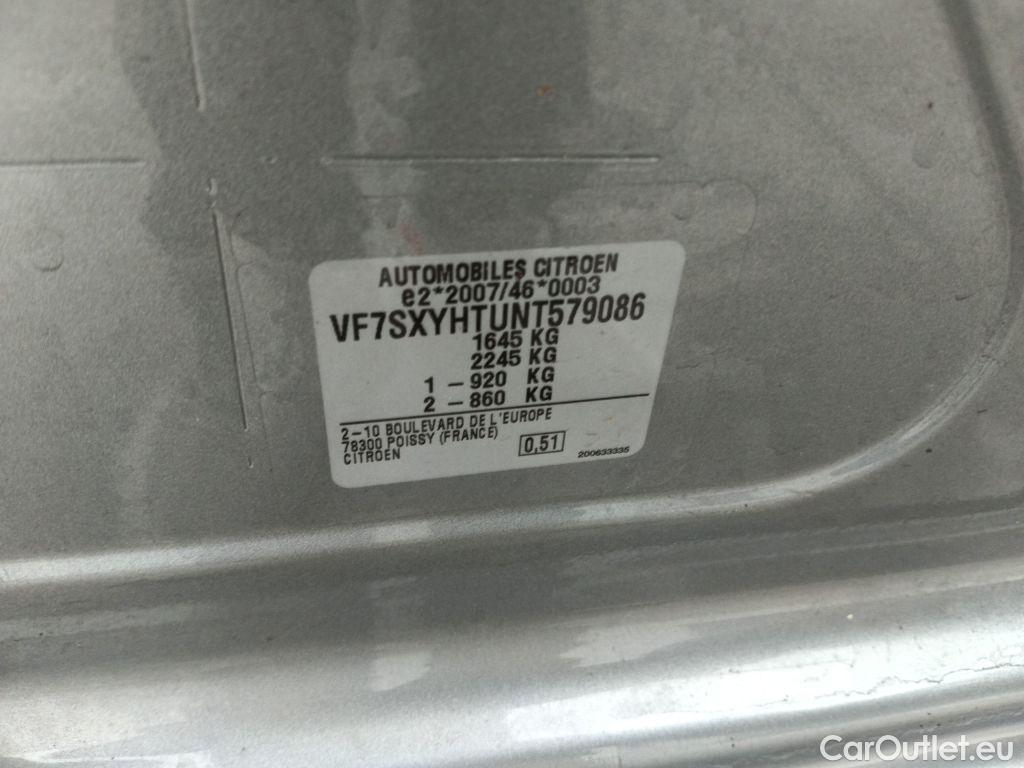 AUTOMOBILES CITROEN
e2*2007/46*0003
VF7SXYHTUNT579086
1645 KG
2245 KG
1 - 920 KG
2 - 860 KG
2-10 BOULEVARD DE L'EUROPE
78300 POISSY (FRANCE)
CITROEN
0,51
200633335
CarOutlet.eu